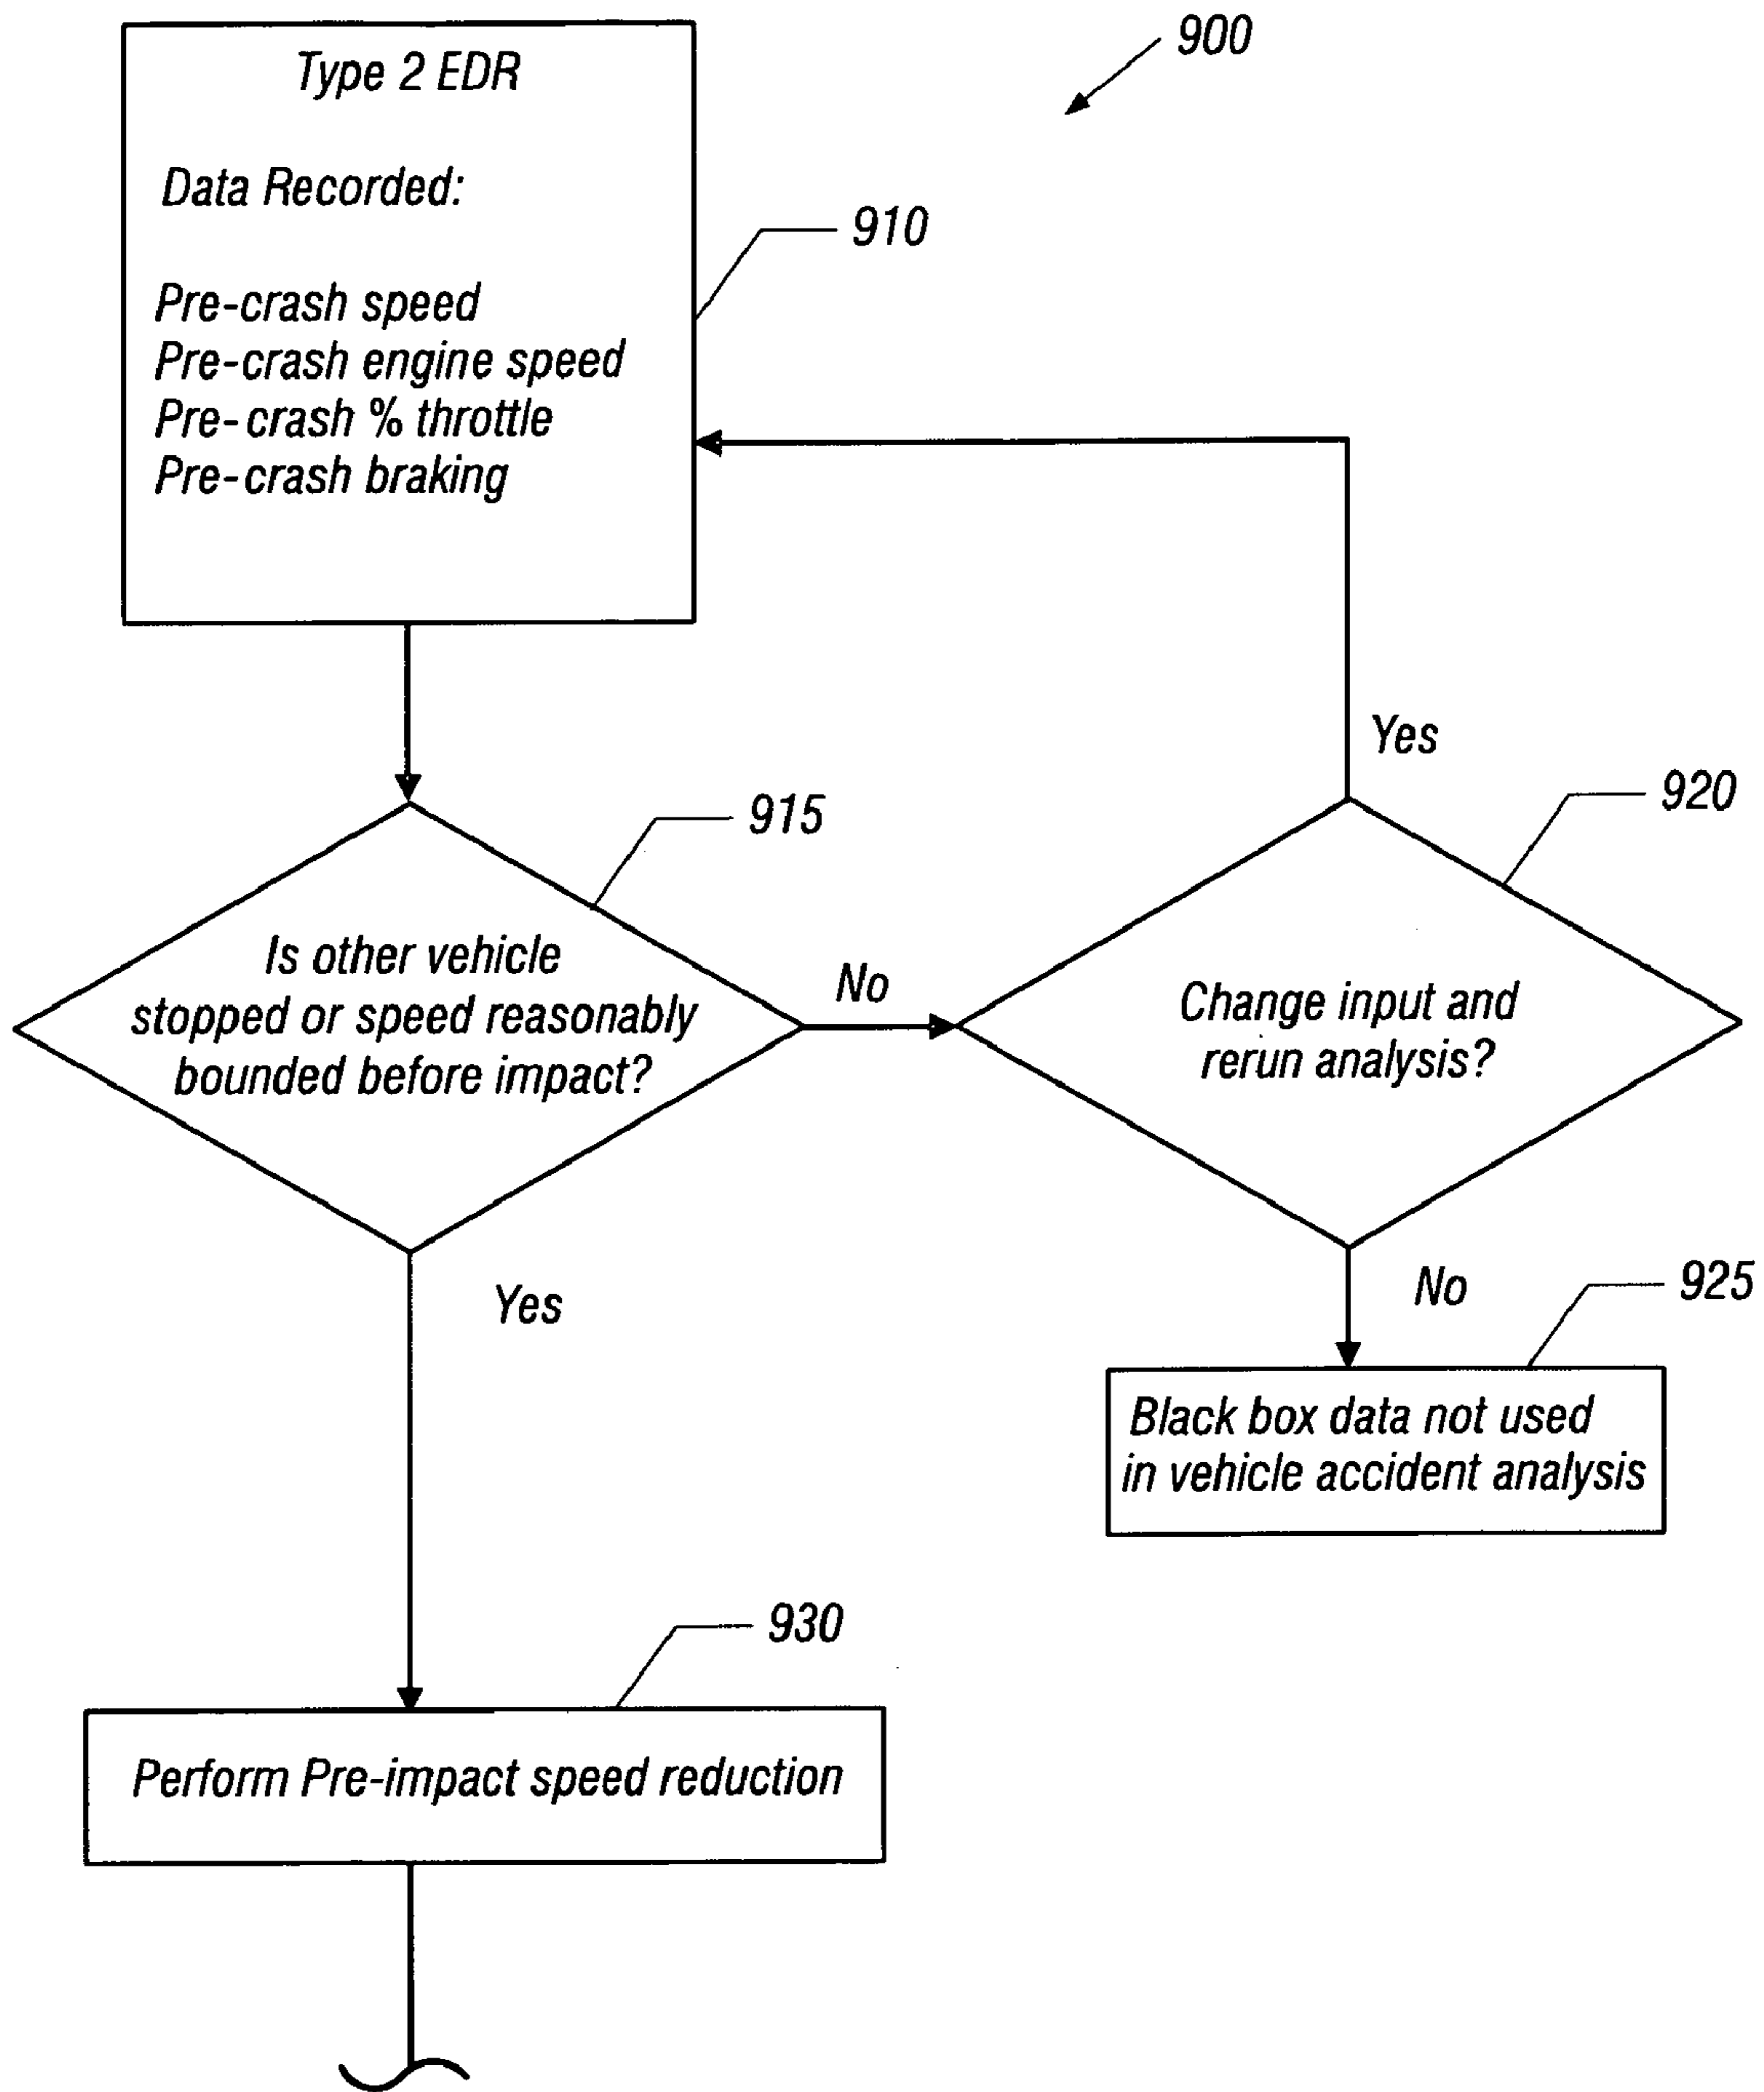 900
Type 2 EDR
Data Recorded:
910
Pre-crash speed
Pre-crash engine speed
Pre-crash % throttle
Pre-crash braking
Yes
920
915
Is other vehicle
stopped or speed reasonably
bounded before impact?
No
Change input and
rerun analysis?
Yes
No
925
Black box data not used
in vehicle accident analysis
930
Perform Pre-impact speed reduction